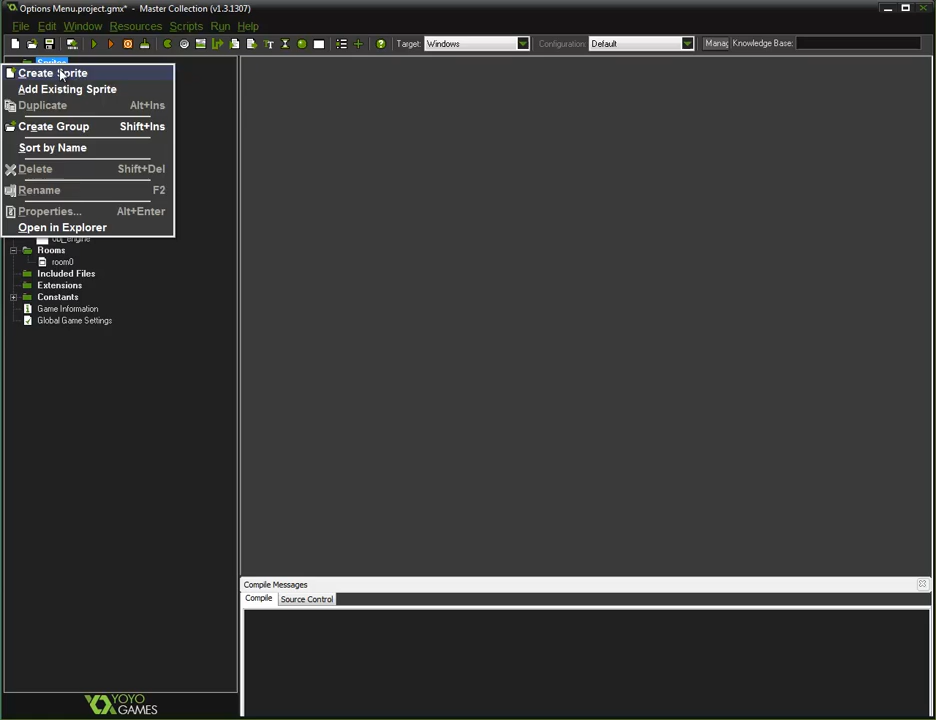 Options Menu.project.gmx* - Master Collection (v1.3.1307)
File Edit Window Resources Scripts Run Help
Target: Windows Configuration: Default Manag Knowledge Base:
Sprites
Create Sprite
Add Existing Sprite
Duplicate Alt+Ins
Create Group Shift+Ins
Sort by Name
Delete Shift+Del
Rename F2
Properties... Alt+Enter
Open in Explorer
obj_engine
Rooms
room0
Included Files
Extensions
Constants
Game Information
Global Game Settings
Compile Messages
Compile Source Control
YOYO
GAMES